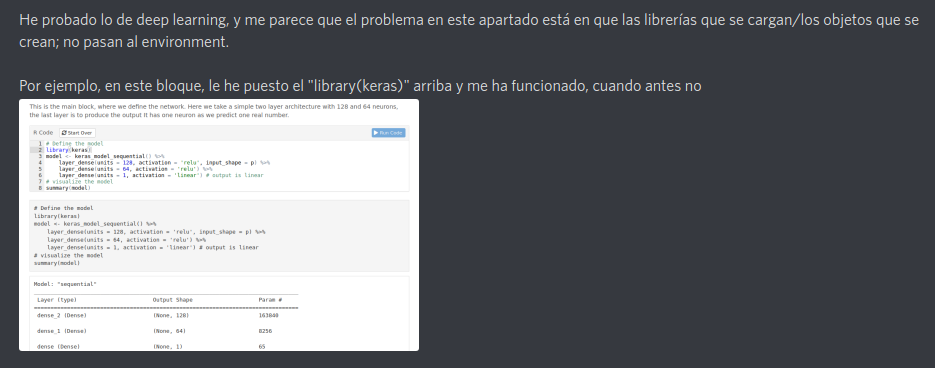 He probado lo de deep learning, y me parece que el problema en este apartado está en que las librerías que se cargan/los objetos que se
crean; no pasan al environment.
Por ejemplo, en este bloque, le he puesto el "library(keras)" arriba y me ha funcionado, cuando antes no
This is the main block, where we define the network. Here we take a simple two layer architecture with 128 and 64 neurons,
the last layer is to produce the output it has one neuron as we predict one real number.
R Code Start Over Run Code
1 # Define the model
2 library(keras)
3 model <- keras_model_sequential() %>%
4 layer_dense(units = 128, activation = 'relu', input_shape = p) %>%
5 layer_dense(units = 64, activation = 'relu') %>%
6 layer_dense(units = 1, activation = 'linear') # output is linear
7 # visualize the model
8 summary(model)
# Define the model
library(keras)
model <- keras_model_sequential() %>%
layer_dense(units = 128, activation = 'relu', input_shape = p) %>%
layer_dense(units = 64, activation = 'relu') %>%
layer_dense(units = 1, activation = 'linear') # output is linear
# visualize the model
summary(model)
Model: "sequential"
Layer (type) Output Shape Param #
dense_2 (Dense) (None, 128) 163840
dense_1 (Dense) (None, 64) 8256
dense (Dense) (None, 1) 65